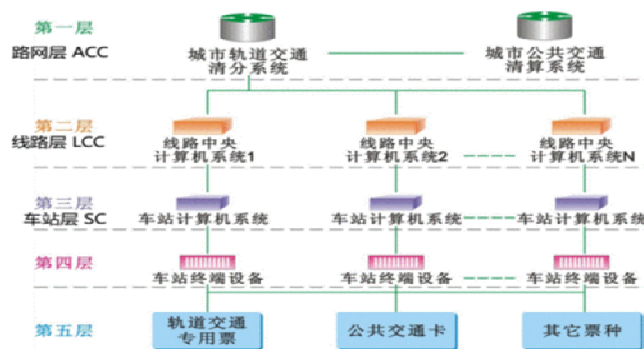 第一层
路网层 ACC
城市轨道交通
清分系统
城市公共交通
清算系统
第二层
线路层 LCC
线路中央
计算机系统1
线路中央
计算机系统2
线路中央
计算机系统N
第三层
车站层 SC
车站计算机系统
车站计算机系统
车站计算机系统
第四层
车站终端设备
车站终端设备
车站终端设备
第五层
轨道交通
专用票
公共交通卡
其它票种